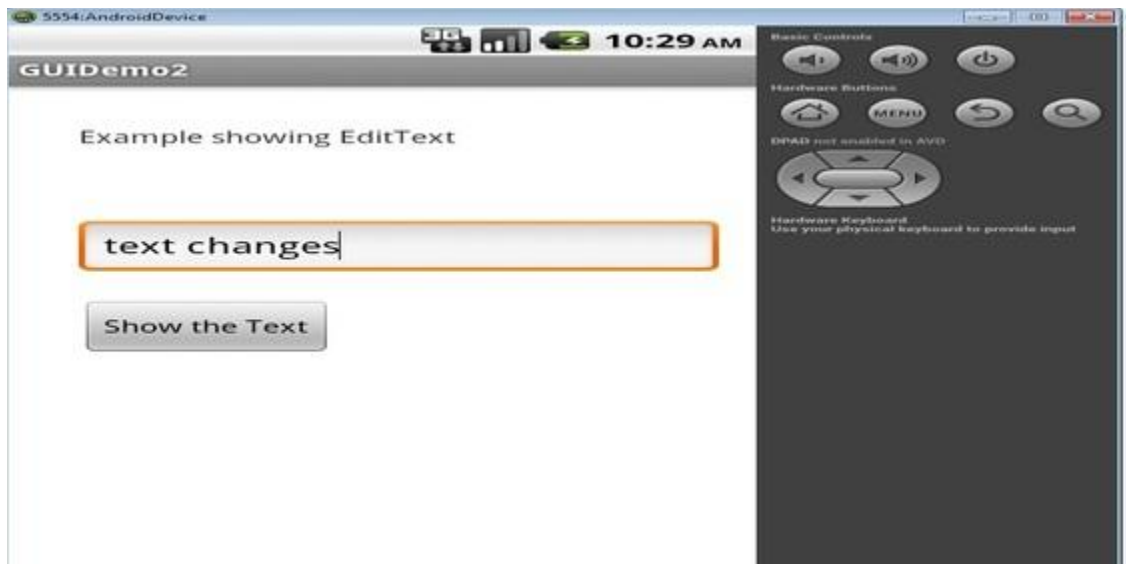 5554:AndroidDevice
3G
10:29 AM
GUIDemo2
Example showing EditText
text changes
Show the Text
Basic Controls
Hardware Buttons
MENU
DPAD not enabled in AVD
Hardware Keyboard
Use your physical keyboard to provide input